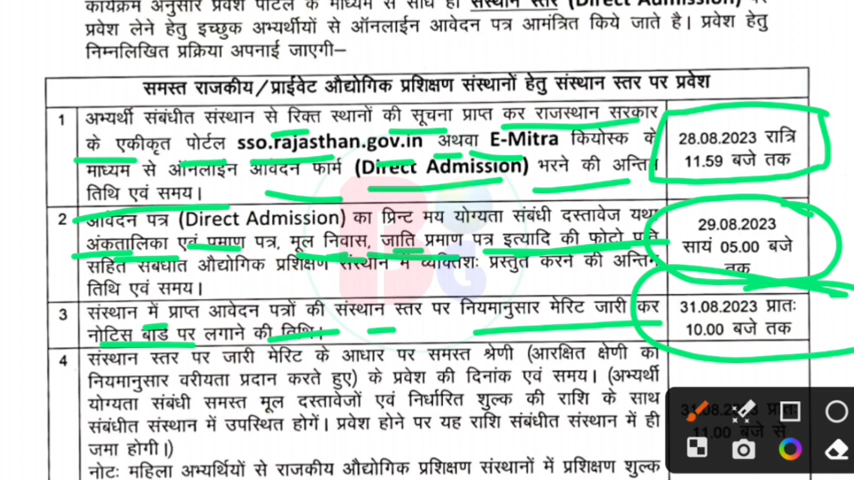 कार्यक्रम अनुसार प्रवेश पोर्टल के माध्यम से सीधे ही संस्थान स्तर (Direct Admission) पर
प्रवेश लेने हेतु इच्छुक अभ्यर्थीयों से ऑनलाईन आवेदन पत्र आमंत्रित किये जाते है। प्रवेश हेतु
निम्नलिखित प्रक्रिया अपनाई जाएगी–
समस्त राजकीय/प्राईवेट औद्योगिक प्रशिक्षण संस्थानों हेतु संस्थान स्तर पर प्रवेश
1 अभ्यर्थी संबंधीत संस्थान से रिक्त स्थानों की सूचना प्राप्त कर राजस्थान सरकार
के एकीकृत पोर्टल sso.rajasthan.gov.in अथवा E-Mitra कियोस्क के
माध्यम से ऑनलाईन आवेदन फॉर्म (Direct Admission) भरने की अन्तिम
तिथि एवं समय।
28.08.2023 रात्रि
11.59 बजे तक
2 आवेदन पत्र (Direct Admission) का प्रिन्ट मय योग्यता संबंधी दस्तावेज यथा
अंकतालिका एवं प्रमाण पत्र, मूल निवास, जाति प्रमाण पत्र इत्यादि की फोटो प्रति
सहित संबंधीत औद्योगिक प्रशिक्षण संस्थान में व्यक्तिशः प्रस्तुत करने की अन्तिम
तिथि एवं समय।
29.08.2023
सायं 05.00 बजे
तक
3 संस्थान में प्राप्त आवेदन पत्रों की संस्थान स्तर पर नियमानुसार मेरिट जारी कर
नोटिस बोर्ड पर लगाने की तिथि।
31.08.2023 प्रातः
10.00 बजे तक
4 संस्थान स्तर पर जारी मेरिट के आधार पर समस्त श्रेणी (आरक्षित क्षेणी को
नियमानुसार वरीयता प्रदान करते हुए) के प्रवेश की दिनांक एवं समय। (अभ्यर्थी
योग्यता संबंधी समस्त मूल दस्तावेजों एवं निर्धारित शुल्क की राशि के साथ
संबंधीत संस्थान में उपस्थित होगें। प्रवेश होने पर यह राशि संबंधीत संस्थान में ही
जमा होगी।)
नोटः महिला अभ्यर्थियों से राजकीय औद्योगिक प्रशिक्षण संस्थानों में प्रशिक्षण शुल्क
31.08.2023 प्रातः
11.00 बजे से